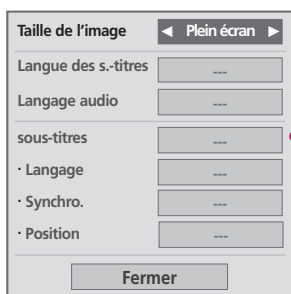 Taille de l'image ◄ Plein écran ►
Langue des s.-titres ---
Langage audio ---
sous-titres ---
· Langage ---
· Synchro. ---
· Position ---
Fermer